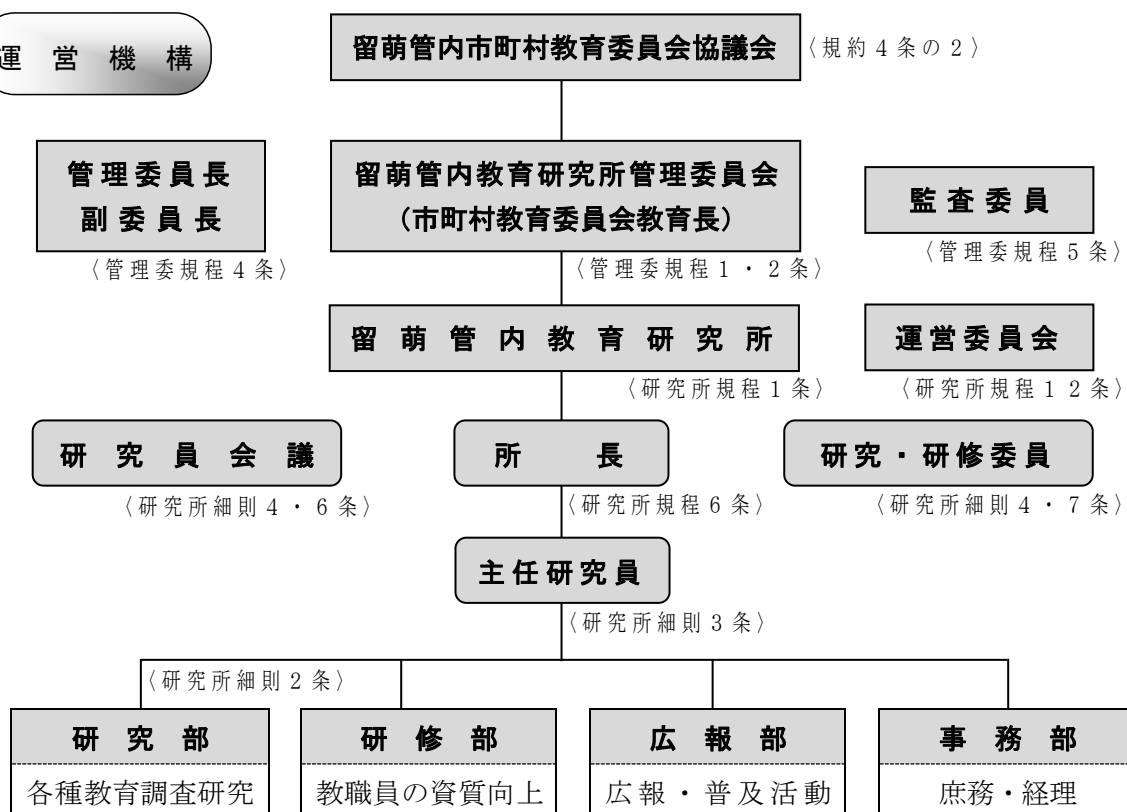 運営機構
留萌管内市町村教育委員会協議会
〈規約4条の2〉
管理委員長
副委員長
〈管理委規程4条〉
留萌管内教育研究所管理委員会
(市町村教育委員会教育長)
〈管理委規程1・2条〉
監査委員
〈管理委規程5条〉
留萌管内教育研究所
〈研究所規程1条〉
運営委員会
〈研究所規程12条〉
研究員会議
〈研究所細則4・6条〉
所長
〈研究所規程6条〉
研究・研修委員
〈研究所細則4・7条〉
主任研究員
〈研究所細則3条〉
〈研究所細則2条〉
研究部
各種教育調査研究
研修部
教職員の資質向上
広報部
広報・普及活動
事務部
庶務・経理